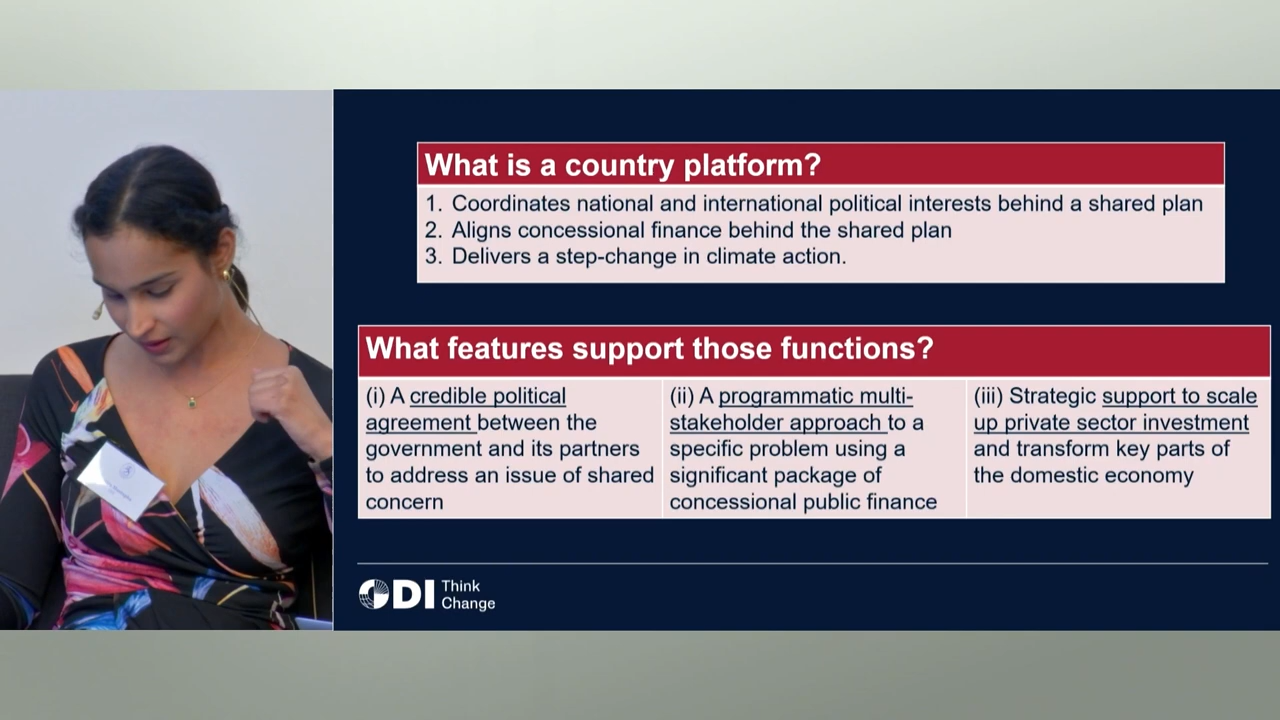 What is a country platform?
1. Coordinates national and international political interests behind a shared plan
2. Aligns concessional finance behind the shared plan
3. Delivers a step-change in climate action.
What features support those functions?
(i) A credible political
agreement between the
government and its partners
to address an issue of shared
concern
(ii) A programmatic multi-
stakeholder approach to a
specific problem using a
significant package of
concessional public finance
(iii) Strategic support to scale
up private sector investment
and transform key parts of
the domestic economy
ODI Think
Change